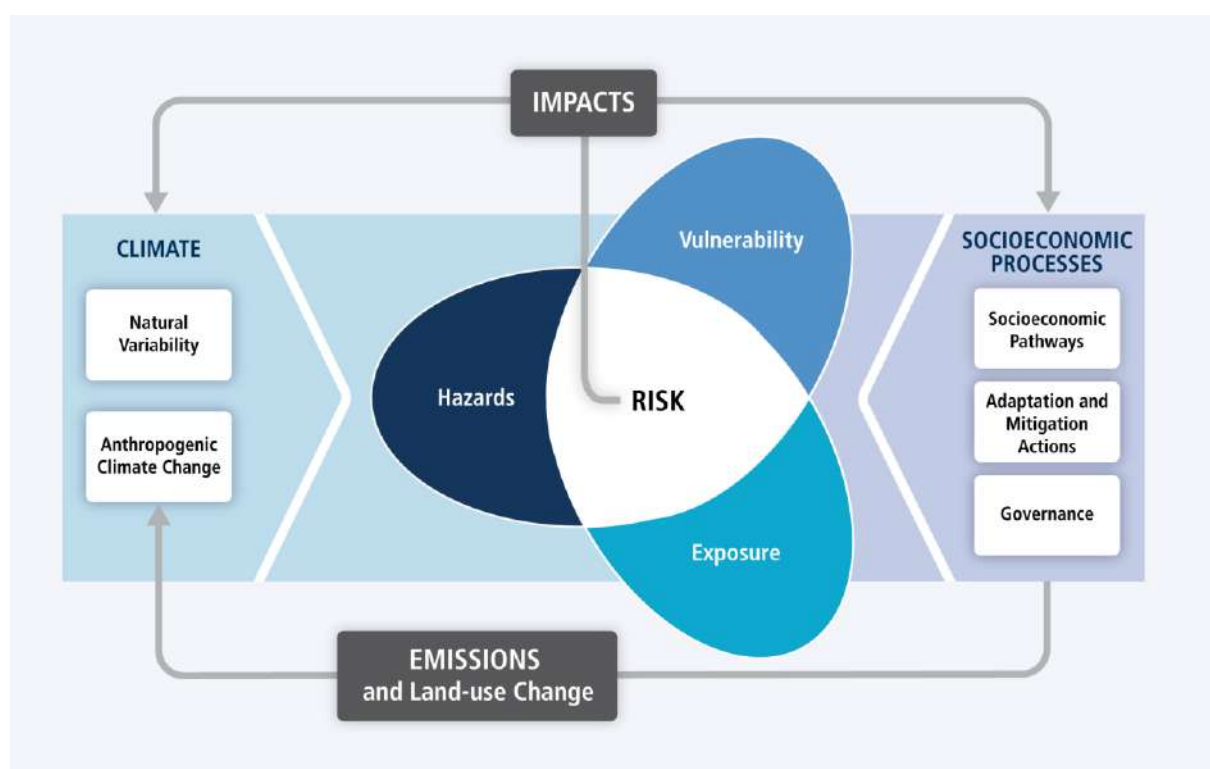 IMPACTS
Vulnerability
CLIMATE
SOCIOECONOMIC
PROCESSES
Natural
Variability
Socioeconomic
Pathways
Hazards
RISK
Adaptation and
Mitigation
Actions
Anthropogenic
Climate Change
Governance
Exposure
EMISSIONS
and Land-use Change